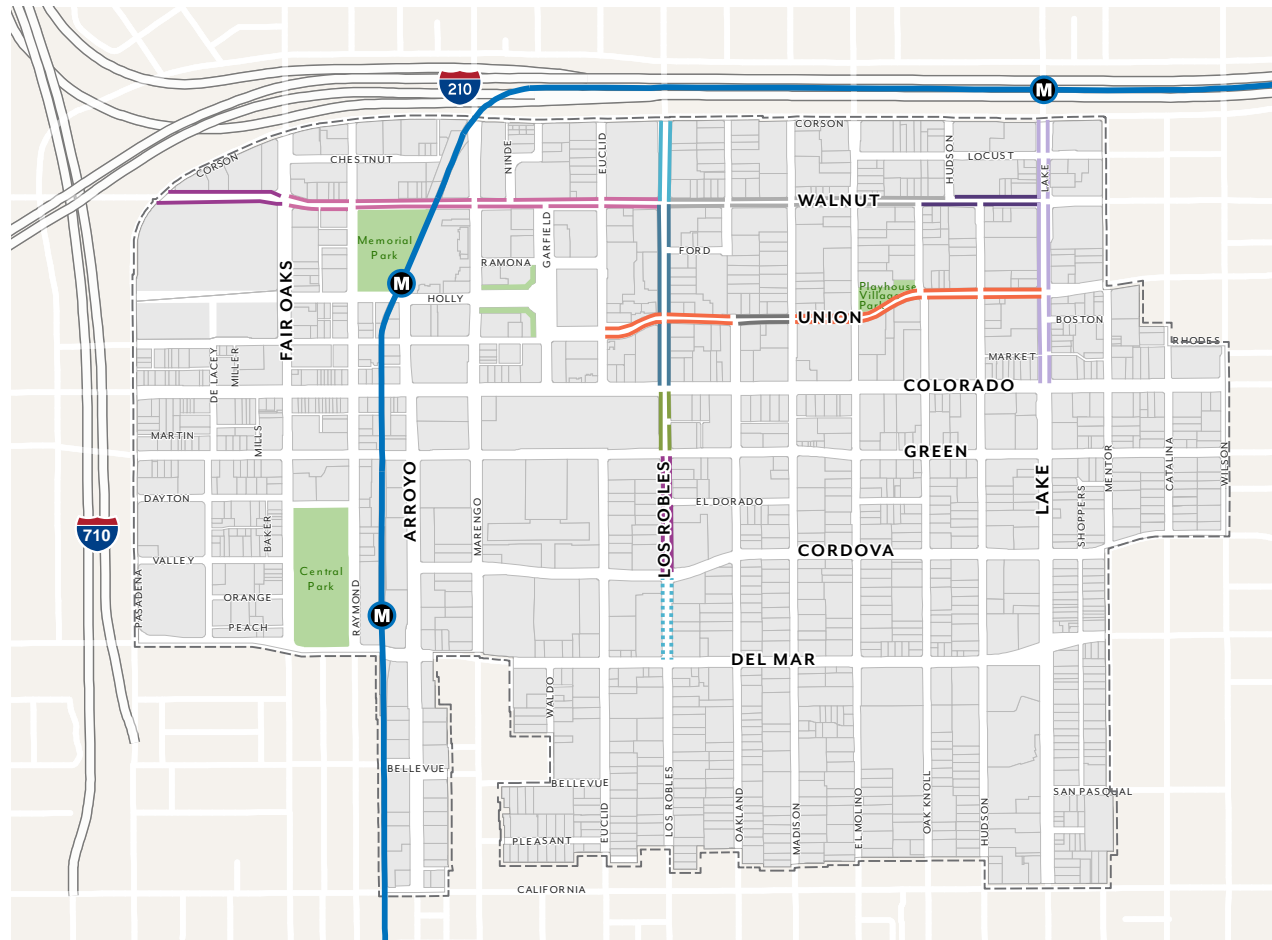 210
M
CORSON
CORSON
CHESTNUT
NINDE
EUCLID
HUDSON
LOCUST
LAKE
WALNUT
Memorial
Park
GARFIELD
FORD
RAMONA
FAIR OAKS
M
HOLLY
Playhouse
Village
Park
UNION
BOSTON
RHODES
DE LACEY
MILLER
MARKET
COLORADO
MARTIN
MILLS
GREEN
ARROYO
LOS ROBLES
LAKE
MENTOR
CATALINA
WILSON
DAYTON
EL DORADO
MARENGO
SHOPPERS
710
BAKER
VALLEY
CORDOVA
Central
Park
PASADENA
ORANGE
RAYMOND
M
PEACH
DEL MAR
WALDO
BELLEVUE
BELLEVUE
LOS ROBLES
EUCLID
OAKLAND
MADISON
EL MOLINO
OAK KNOLL
HUDSON
SAN PASQUAL
PLEASANT
CALIFORNIA